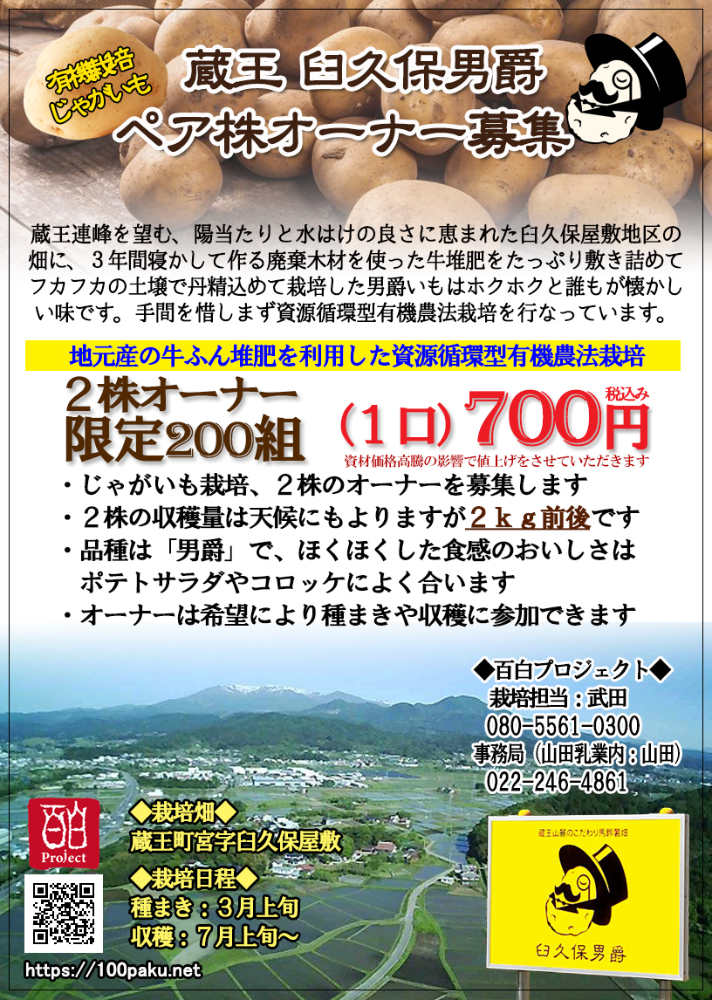 有機栽培
じゃがいも
蔵王 臼久保男爵
ペア株オーナー募集
蔵王連峰を望む、陽当たりと水はけの良さに恵まれた臼久保屋敷地区の
畑に、３年間寝かして作る廃棄木材を使った牛堆肥をたっぷり敷き詰めて
フカフカの土壌で丹精込めて栽培した男爵いもはホクホクと誰もが懐かし
い味です。手間を惜しまず資源循環型有機農法栽培を行なっています。
地元産の牛ふん堆肥を利用した資源循環型有機農法栽培
２株オーナー
限定200組
（１口）700円
税込み
資材価格高騰の影響で値上げをさせていただきます
・じゃがいも栽培、２株のオーナーを募集します
・２株の収穫量は天候にもよりますが２ｋｇ前後です
・品種は「男爵」で、ほくほくした食感のおいしさは
ポテトサラダやコロッケによく合います
・オーナーは希望により種まきや収穫に参加できます
◆百白プロジェクト◆
栽培担当：武田
080-5561-0300
事務局（山田乳業内：山田）
022-246-4861
百白
Project
◆栽培畑◆
蔵王町宮字臼久保屋敷
◆栽培日程◆
種まき：３月上旬
収穫：７月上旬～
https://100paku.net
蔵王山麓のこだわり馬鈴薯畑
臼久保男爵